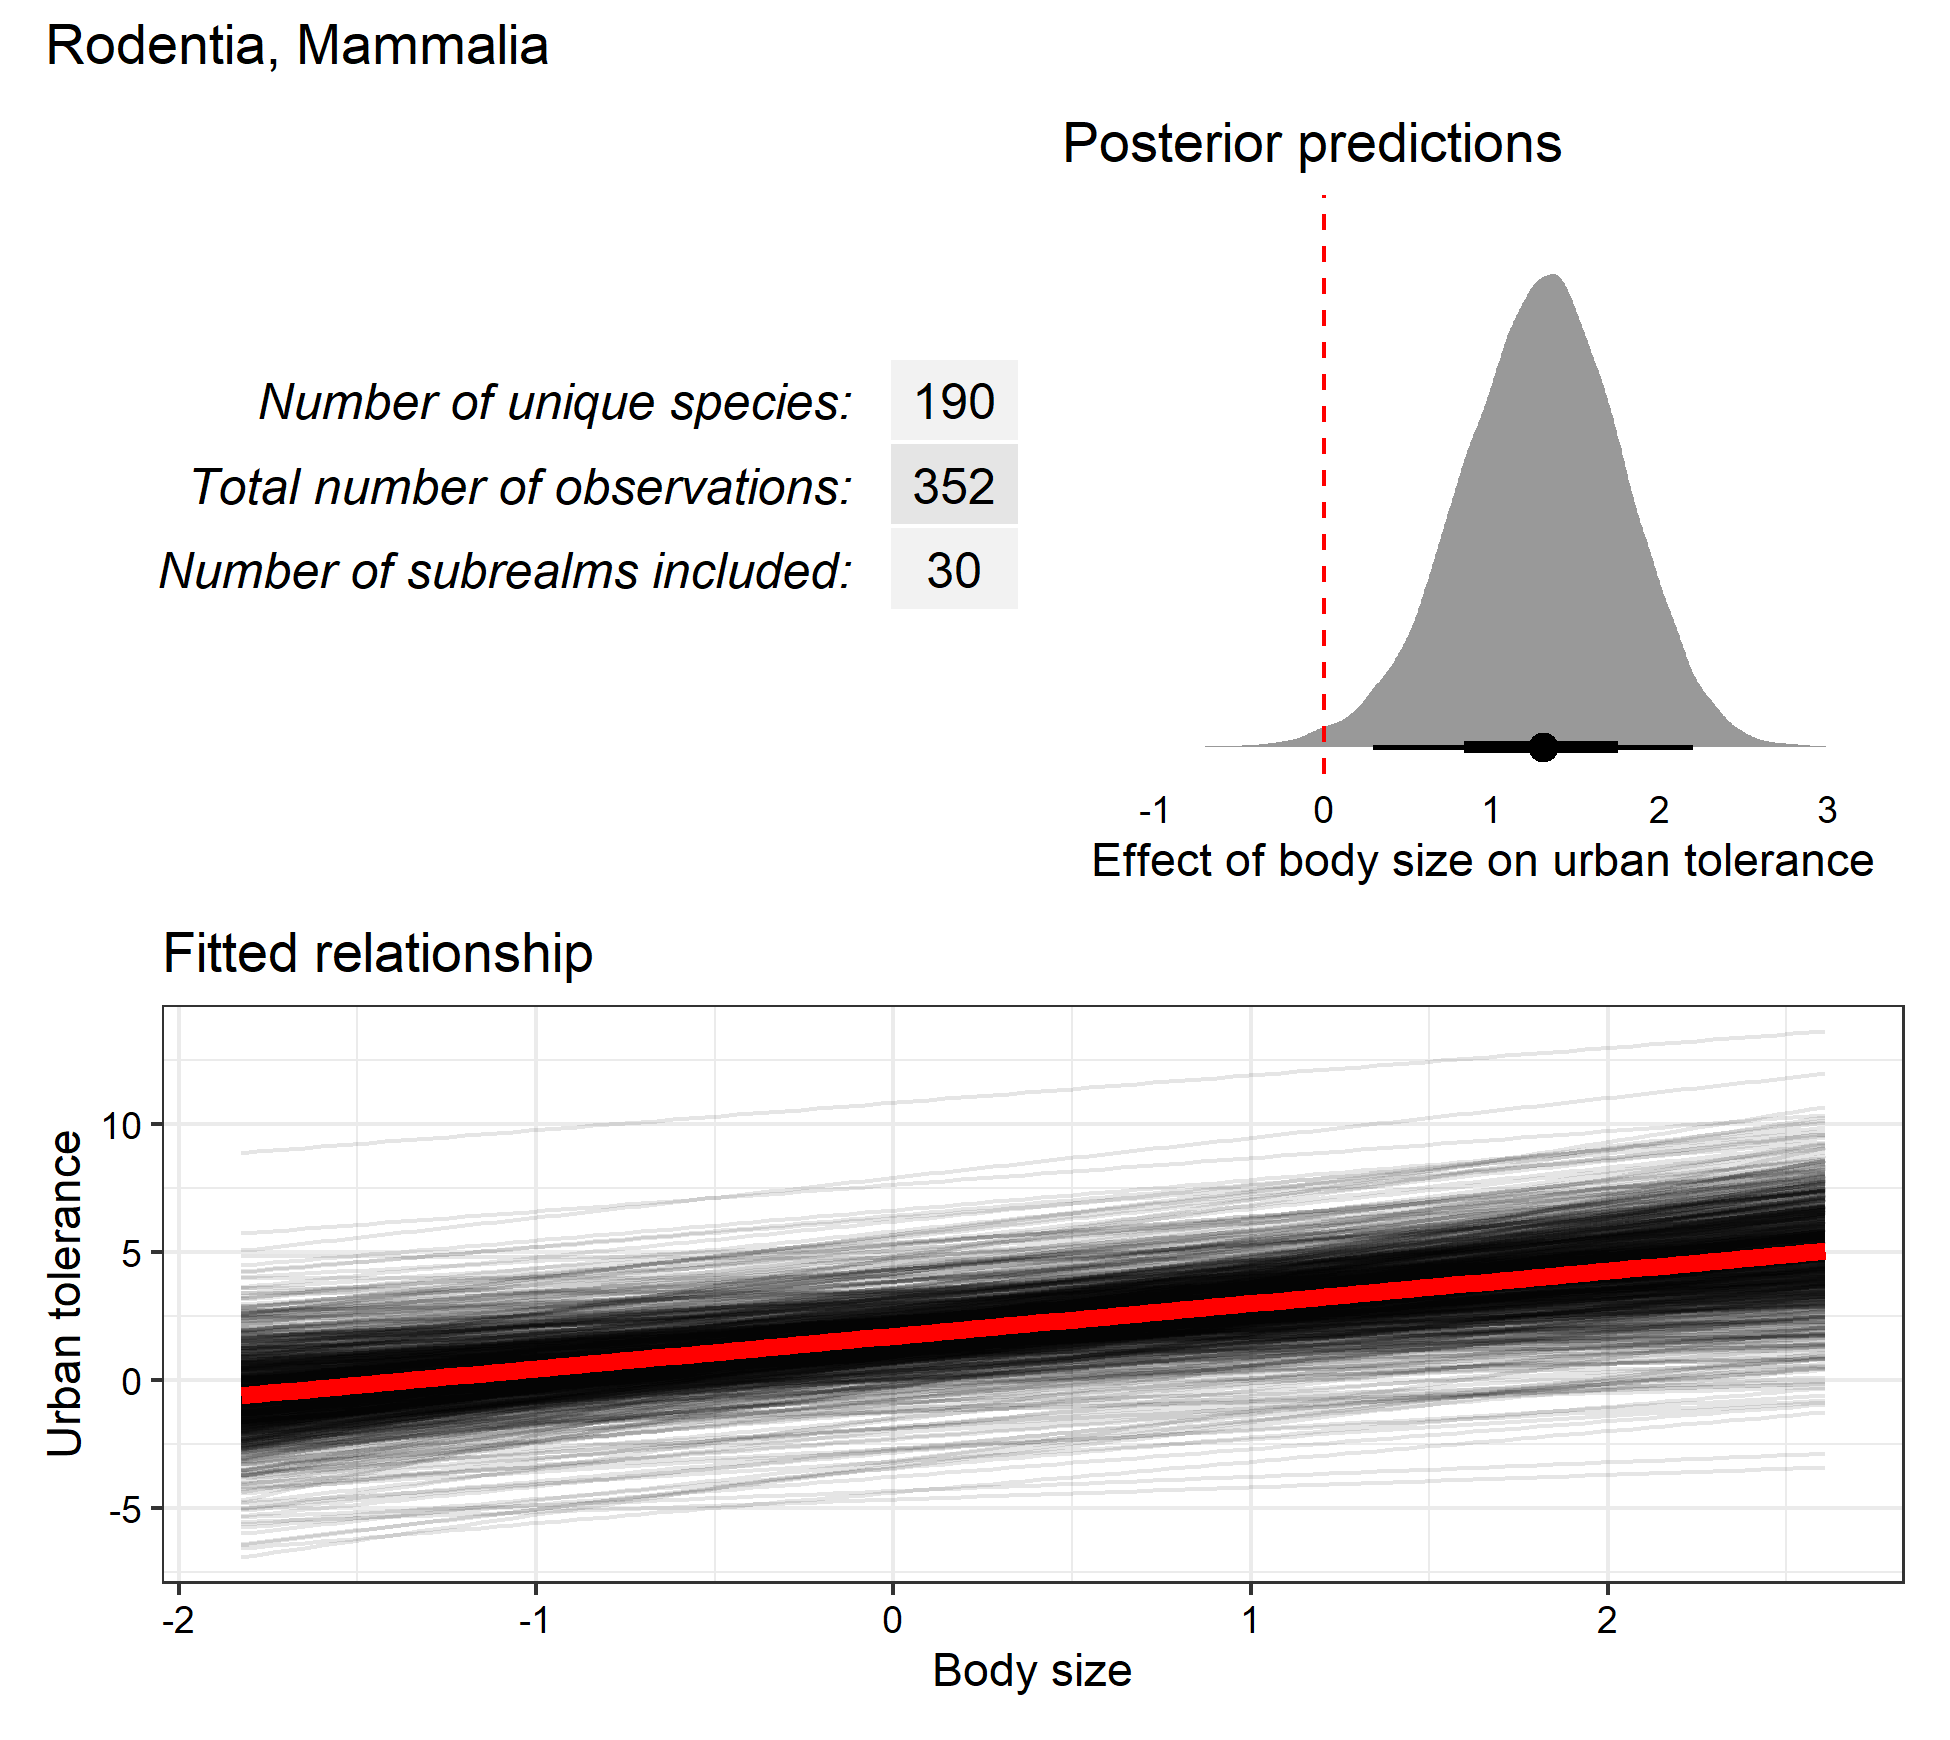 Rodentia, Mammalia
Posterior predictions
Number of unique species: 190
Total number of observations: 352
Number of subrealms included: 30
-1 0 1 2 3
Effect of body size on urban tolerance
Fitted relationship
Urban tolerance
10
5
0
-5
-2 -1 0 1 2
Body size